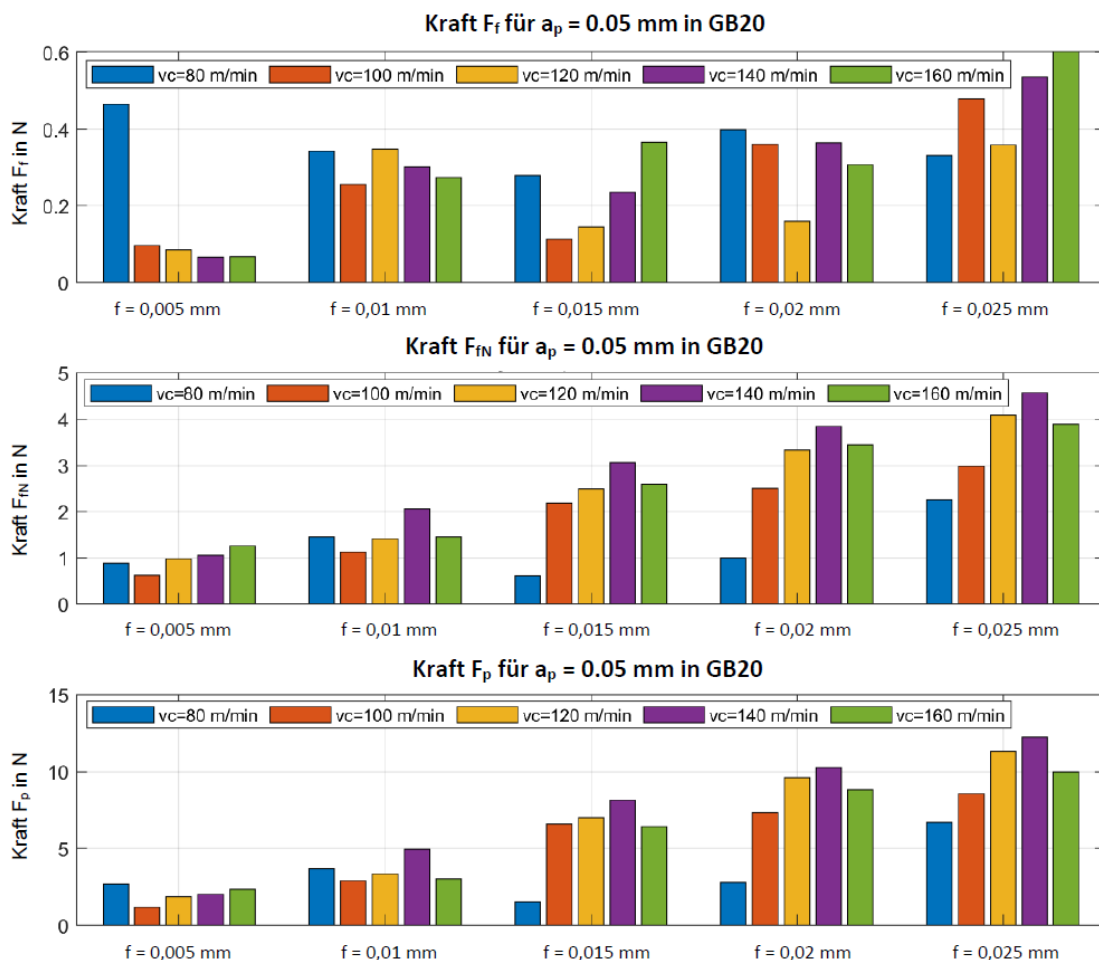 Kraft Ff für ap = 0.05 mm in GB20
Kraft Ff in N
0.6
0.4
0.2
0
vc=80 m/min vc=100 m/min vc=120 m/min vc=140 m/min vc=160 m/min
f = 0,005 mm f = 0,01 mm f = 0,015 mm f = 0,02 mm f = 0,025 mm
Kraft FfN für ap = 0.05 mm in GB20
Kraft FfN in N
5
4
3
2
1
0
vc=80 m/min vc=100 m/min vc=120 m/min vc=140 m/min vc=160 m/min
f = 0,005 mm f = 0,01 mm f = 0,015 mm f = 0,02 mm f = 0,025 mm
Kraft Fp für ap = 0.05 mm in GB20
Kraft Fp in N
15
10
5
0
vc=80 m/min vc=100 m/min vc=120 m/min vc=140 m/min vc=160 m/min
f = 0,005 mm f = 0,01 mm f = 0,015 mm f = 0,02 mm f = 0,025 mm